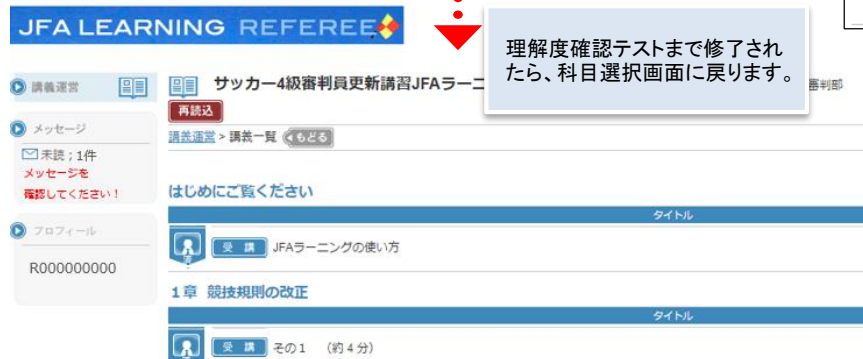 JFA LEARNING REFEREE
理解度確認テストまで修了され
たら、科目選択画面に戻ります。
講義運営
サッカー4級審判員更新講習JFAラーニ
審判部
再読込
メッセージ
講義運営 > 講義一覧 もどる
未読；1件
メッセージを
確認してください！
はじめにご覧ください
タイトル
プロフィール
受 講 JFAラーニングの使い方
R000000000
1章 競技規則の改正
タイトル
受 講 その1 （約4分）